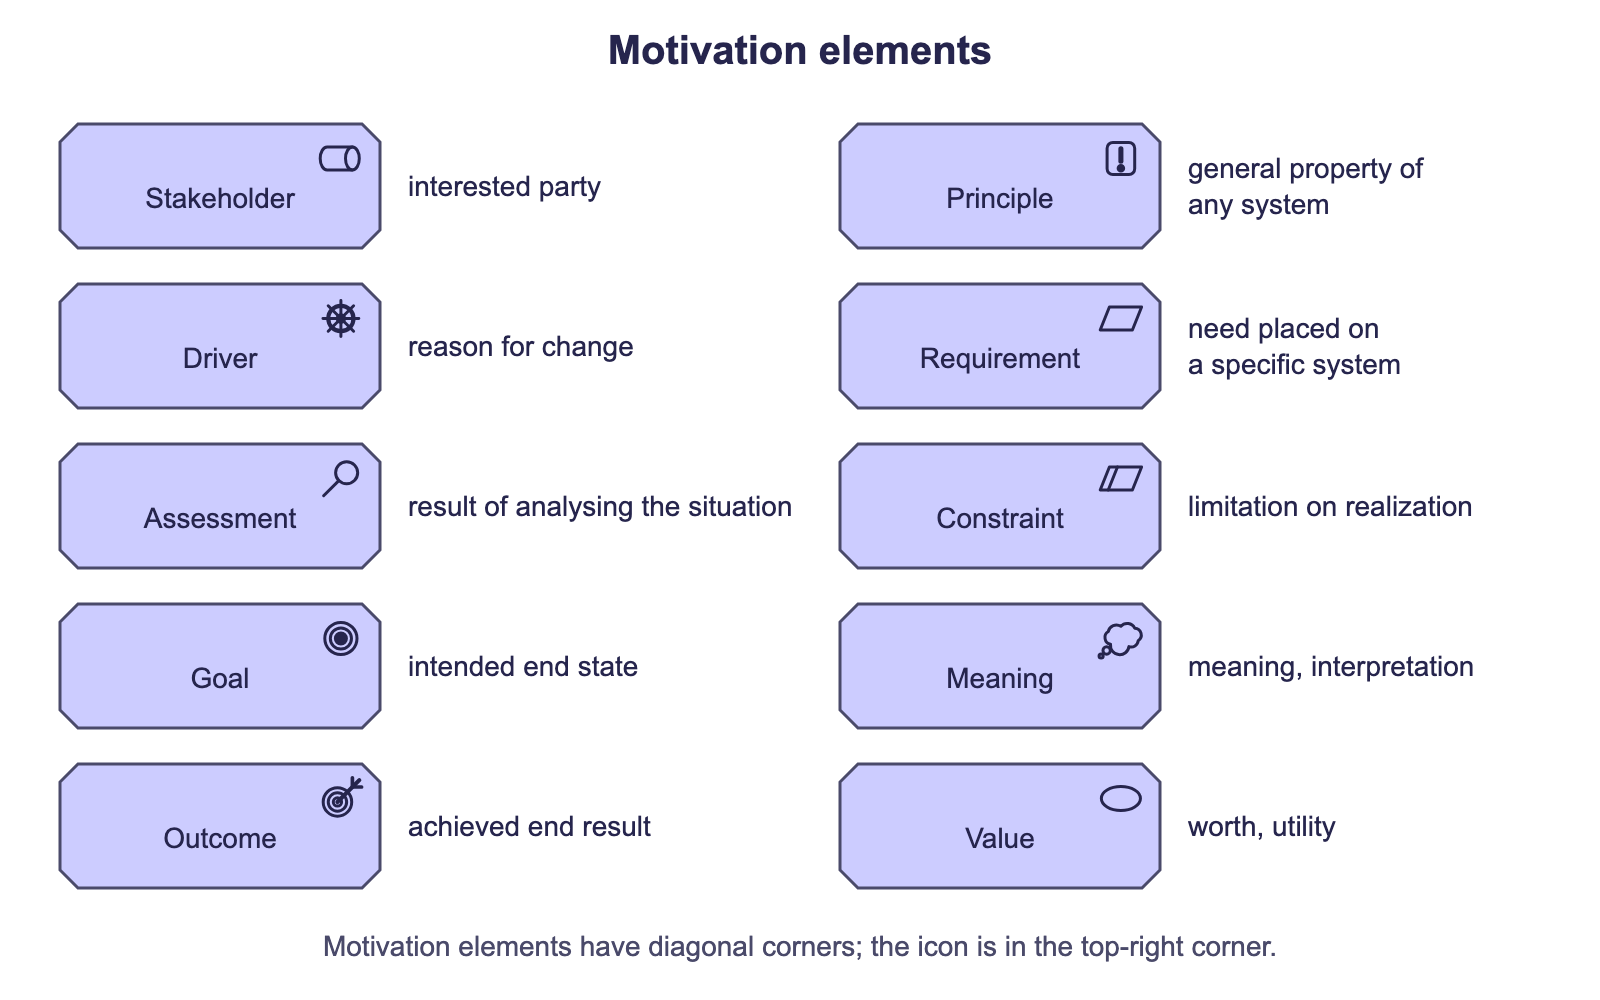 Motivation elements
Stakeholder
interested party
Driver
reason for change
Assessment
result of analysing the situation
Goal
intended end state
Outcome
achieved end result
Principle
general property of
any system
Requirement
need placed on
a specific system
Constraint
limitation on realization
Meaning
meaning, interpretation
Value
worth, utility
Motivation elements have diagonal corners; the icon is in the top-right corner.